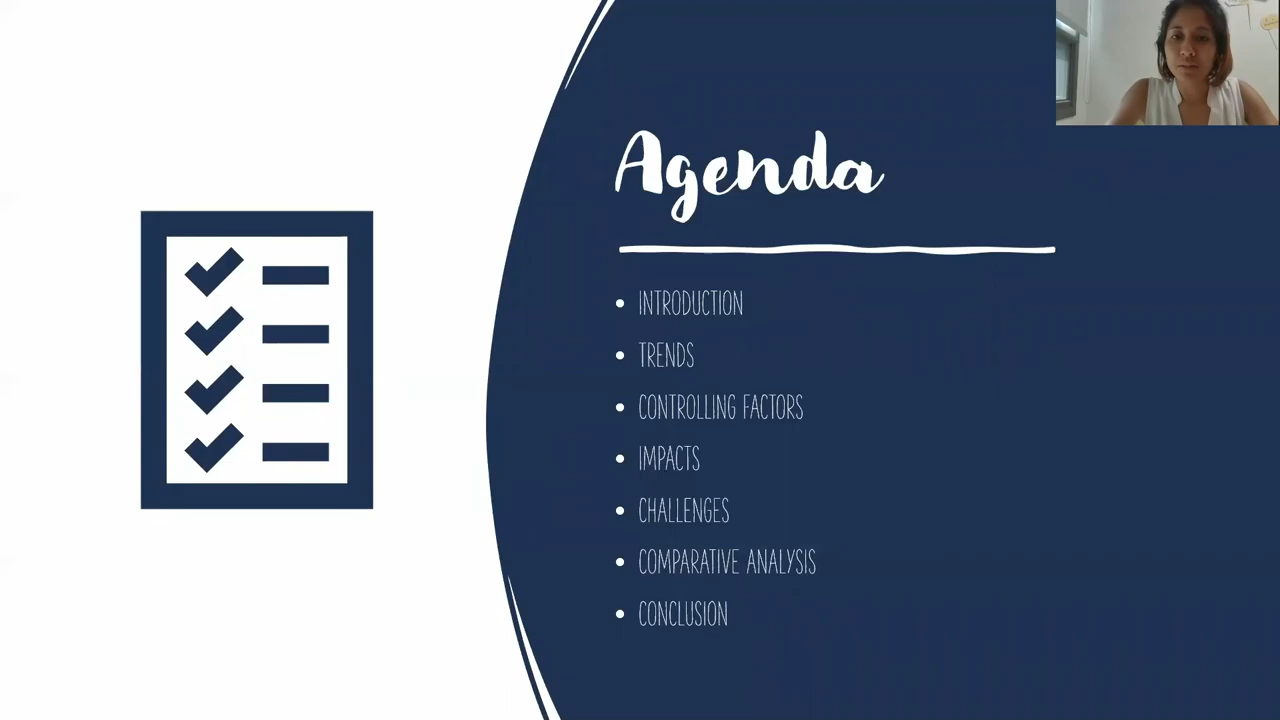 Agenda
INTRODUCTION
TRENDS
CONTROLLING FACTORS
IMPACTS
CHALLENGES
COMPARATIVE ANALYSIS
CONCLUSION